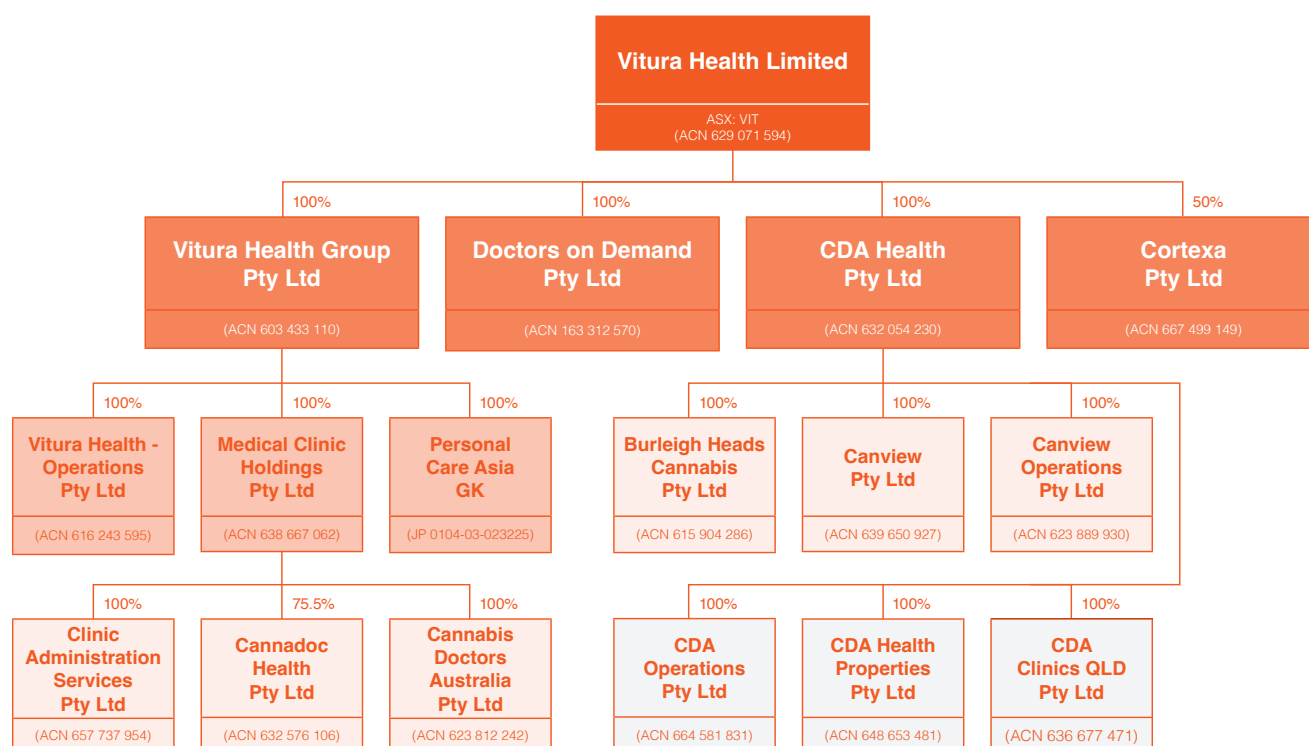 Vitura Health Limited
ASX: VIT
(ACN 629 071 594)
100%
100%
100%
50%
Vitura Health Group
Pty Ltd
(ACN 603 433 110)
Doctors on Demand
Pty Ltd
(ACN 163 312 570)
CDA Health
Pty Ltd
(ACN 632 054 230)
Cortexa
Pty Ltd
(ACN 667 499 149)
100%
100%
100%
100%
100%
100%
Vitura Health -
Operations
Pty Ltd
(ACN 616 243 595)
Medical Clinic
Holdings
Pty Ltd
(ACN 638 667 062)
Personal
Care Asia
GK
(JP 0104-03-023225)
Burleigh Heads
Cannabis
Pty Ltd
(ACN 615 904 286)
Canview
Pty Ltd
(ACN 639 650 927)
Canview
Operations
Pty Ltd
(ACN 623 889 930)
100%
75.5%
100%
100%
100%
100%
Clinic
Administration
Services
Pty Ltd
(ACN 657 737 954)
Cannadoc
Health
Pty Ltd
(ACN 632 576 106)
Cannabis
Doctors
Australia
Pty Ltd
(ACN 623 812 242)
CDA
Operations
Pty Ltd
(ACN 664 581 831)
CDA Health
Properties
Pty Ltd
(ACN 648 653 481)
CDA
Clinics QLD
Pty Ltd
(ACN 636 677 471)